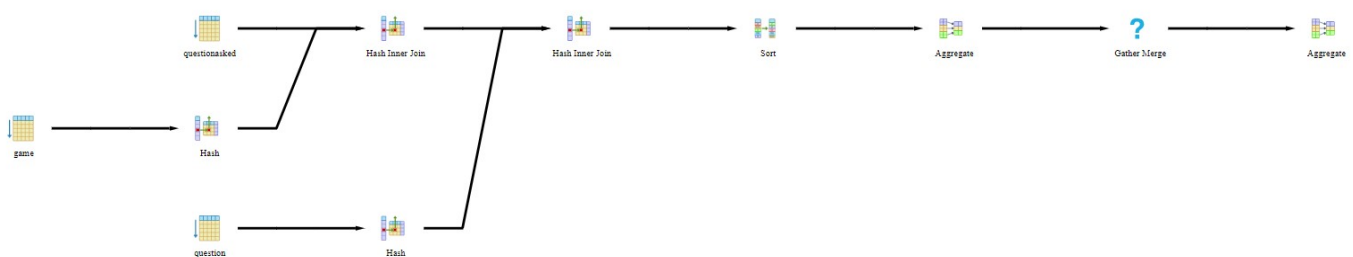 questionasked
Hash Inner Join
Hash Inner Join
Sort
Aggregate
Gather Merge
Aggregate
game
Hash
question
Hash